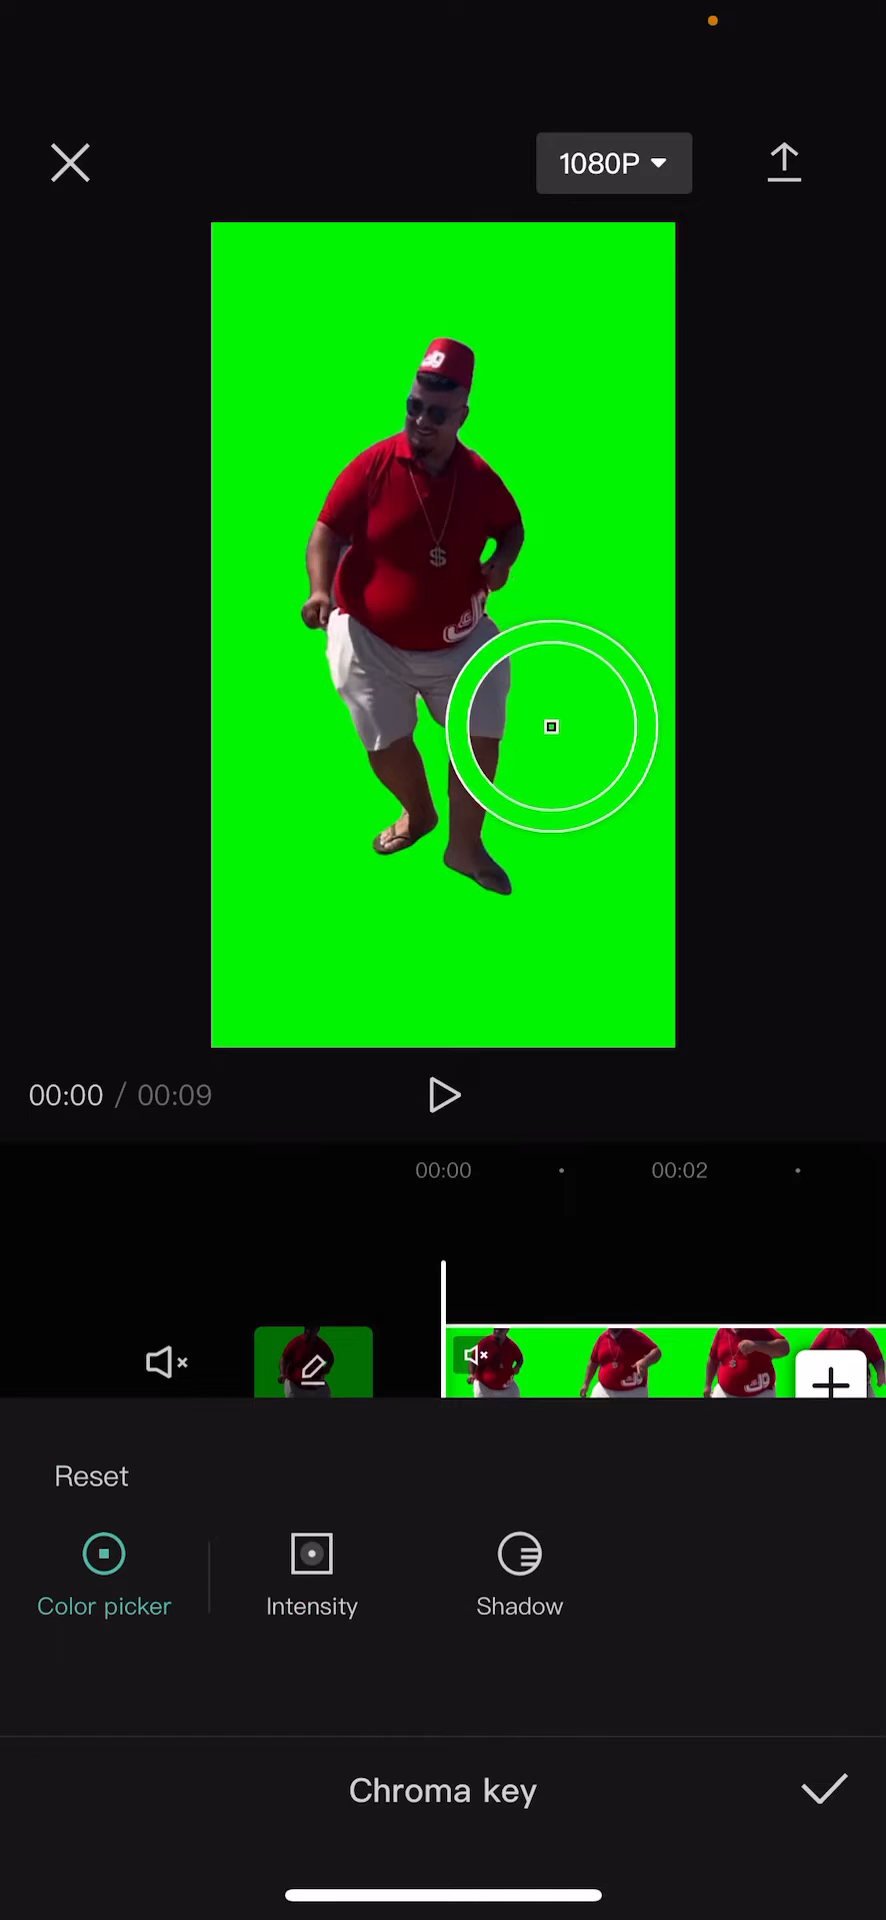 1080P
$
00:00 / 00:09
00:00
00:02
Reset
Color picker
Intensity
Shadow
Chroma key